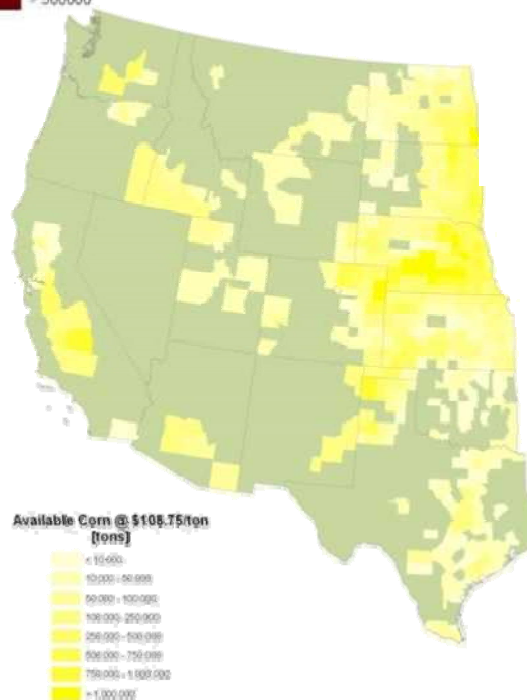 > 500000
Available Corn @ $108.75/ton
[tons]
< 10,000
10,000 - 50,000
50,000 - 100,000
100,000 - 250,000
250,000 - 500,000
500,000 - 750,000
750,000 - 1,000,000
> 1,000,000